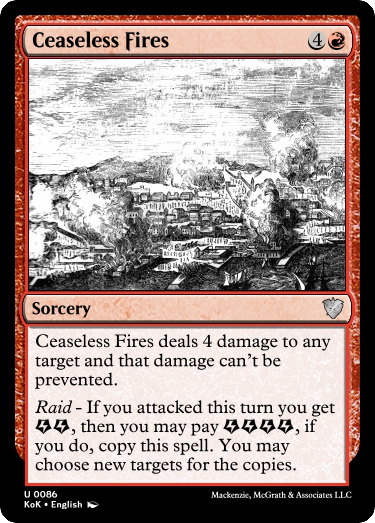 Ceaseless Fires 4
Sorcery
Ceaseless Fires deals 4 damage to any
target and that damage can't be
prevented.
Raid - If you attacked this turn you get
, then you may pay , if
you do, copy this spell. You may
choose new targets for the copies.
U 0086
KoK • English Mackenzie, McGrath & Associates LLC